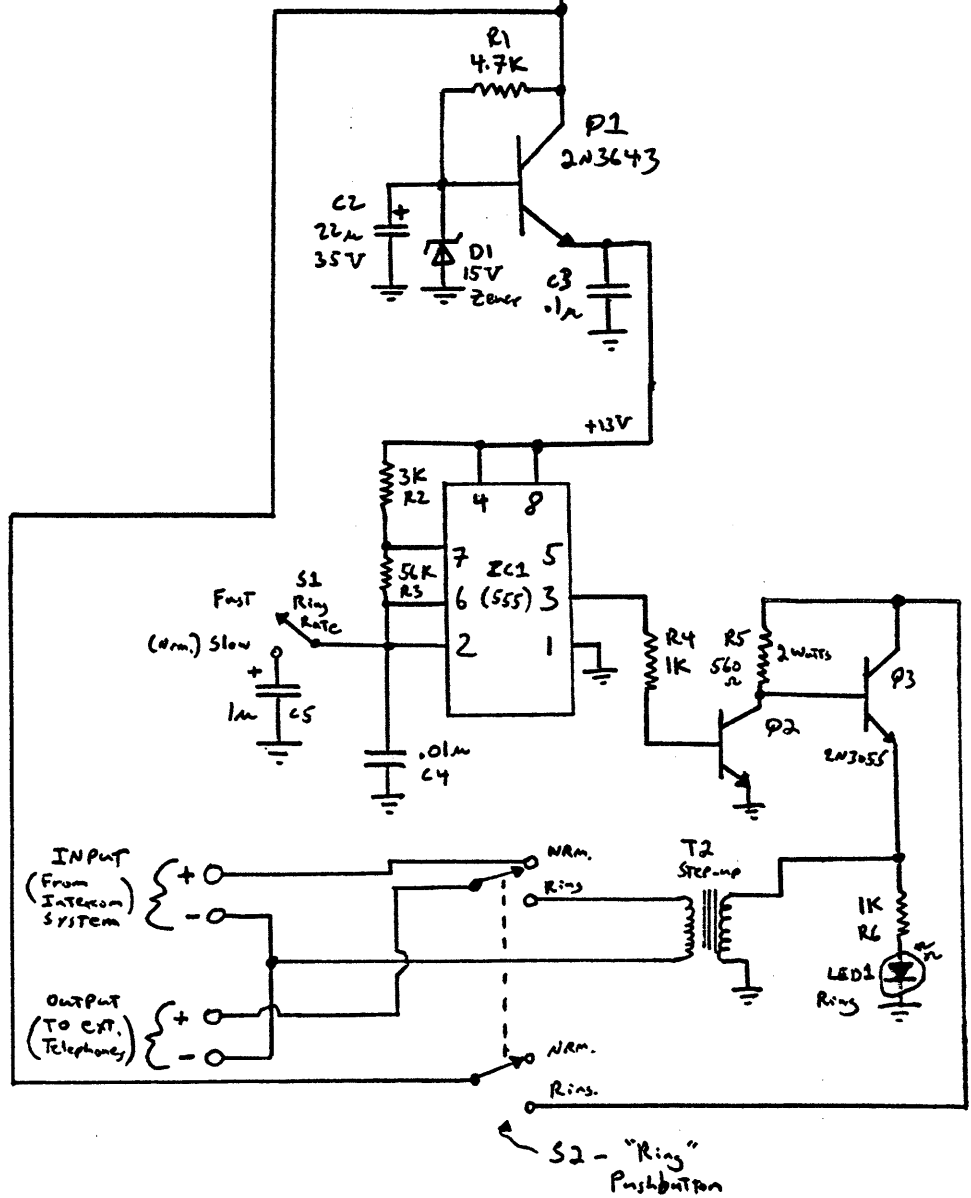 R1
4.7K
Q1
2N3643
C2
+
22μ
35V
D1
15V
Zener
C3
.1μ
+13V
3K
R2
4 8
7 IC1 5
56K
R3
6 (555) 3
2 1
Fast
S1
Ring
Rate
(Nrm.) Slow
+
1μ C5
.01μ
C4
R4
1K
R5
560
Ω
2 Watts
Q2
Q3
2N3055
INPUT
(From
Intercom)
System
+
-
NRM.
Ring
T2
Step-up
1K
R6
LED1
Ring
OUTPUT
(TO EXT.
Telephones)
+
-
NRM.
Ring.
S2 - "Ring"
Pushbutton